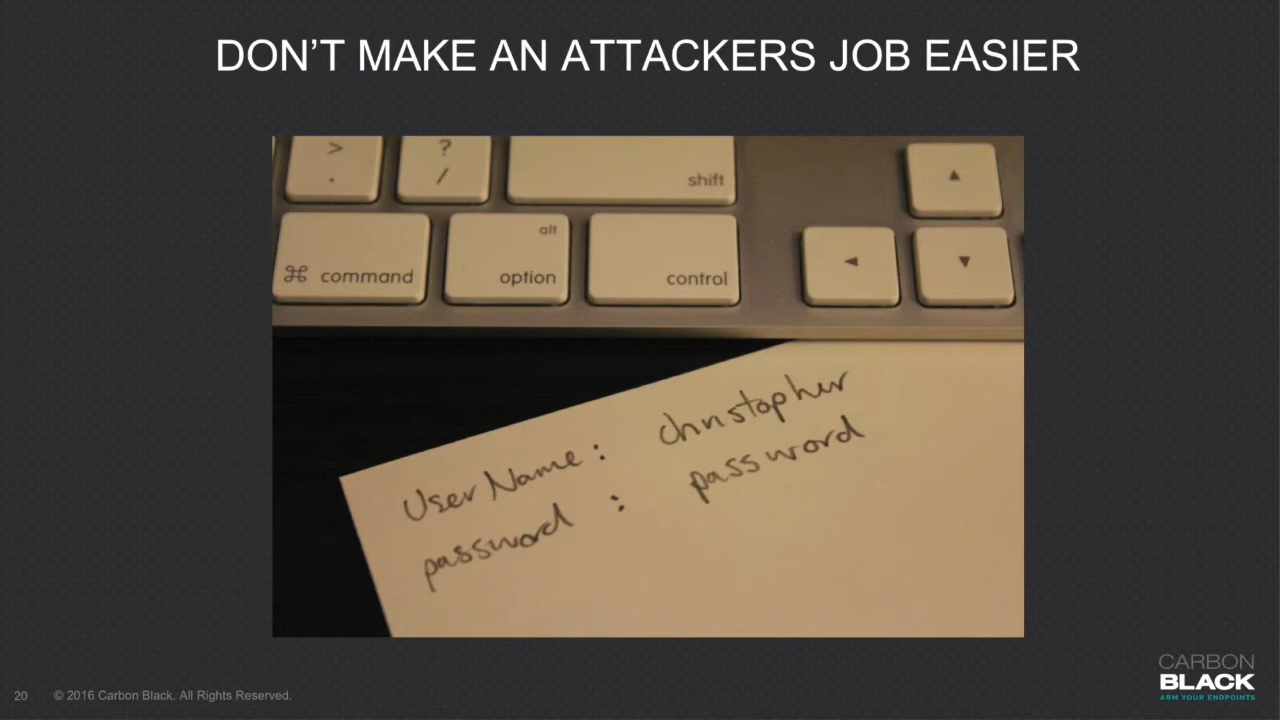 DON’T MAKE AN ATTACKERS JOB EASIER
> ?
. / shift
alt
⌘ command option control
▲
◄ ▼
User Name: christopher
password : password
20 © 2016 Carbon Black. All Rights Reserved.
CARBON
BLACK
ARM YOUR ENDPOINTS